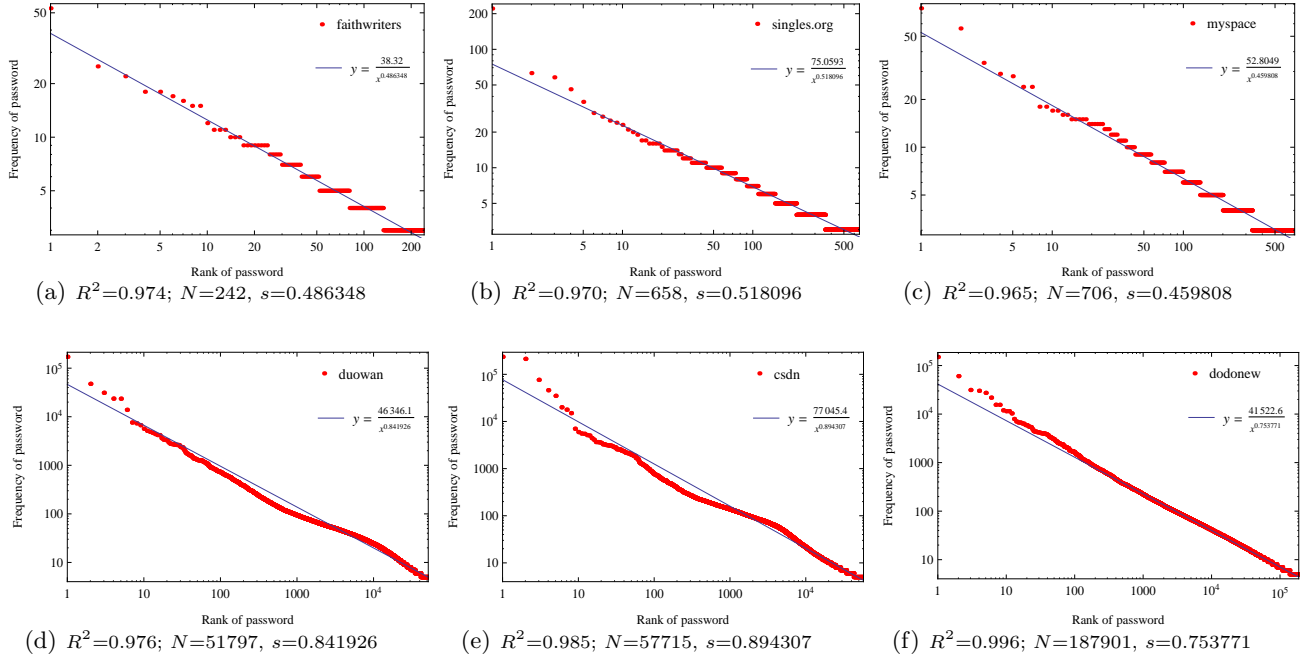 faithwriters
y = 38.32 / x^0.486348
50
20
10
5
1 2 5 10 20 50 100 200
Frequency of password
Rank of password
(a) R²=0.974; N=242, s=0.486348
singles.org
y = 75.0593 / x^0.518096
200
100
50
20
10
5
1 5 10 50 100 500
Frequency of password
Rank of password
(b) R²=0.970; N=658, s=0.518096
myspace
y = 52.8049 / x^0.459808
50
20
10
5
1 5 10 50 100 500
Frequency of password
Rank of password
(c) R²=0.965; N=706, s=0.459808
duowan
y = 46 346.1 / x^0.841926
10^5
10^4
1000
100
10
1 10 100 1000 10^4
Frequency of password
Rank of password
(d) R²=0.976; N=51797, s=0.841926
csdn
y = 77 045.4 / x^0.894307
10^5
10^4
1000
100
10
1 10 100 1000 10^4
Frequency of password
Rank of password
(e) R²=0.985; N=57715, s=0.894307
dodonew
y = 41 522.6 / x^0.753771
10^5
10^4
1000
100
10
1 10 100 1000 10^4 10^5
Frequency of password
Rank of password
(f) R²=0.996; N=187901, s=0.753771